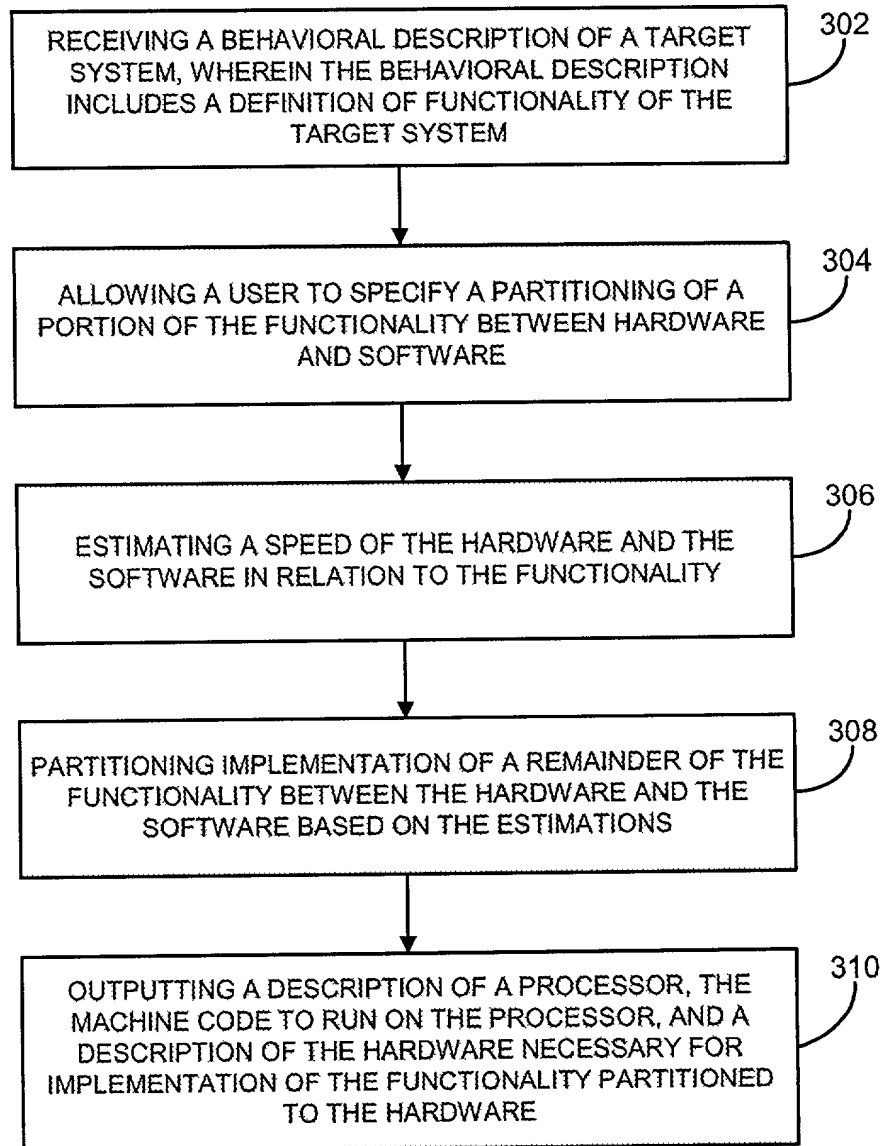 RECEIVING A BEHAVIORAL DESCRIPTION OF A TARGET
SYSTEM, WHEREIN THE BEHAVIORAL DESCRIPTION
INCLUDES A DEFINITION OF FUNCTIONALITY OF THE
TARGET SYSTEM
302
ALLOWING A USER TO SPECIFY A PARTITIONING OF A
PORTION OF THE FUNCTIONALITY BETWEEN HARDWARE
AND SOFTWARE
304
ESTIMATING A SPEED OF THE HARDWARE AND THE
SOFTWARE IN RELATION TO THE FUNCTIONALITY
306
PARTITIONING IMPLEMENTATION OF A REMAINDER OF THE
FUNCTIONALITY BETWEEN THE HARDWARE AND THE
SOFTWARE BASED ON THE ESTIMATIONS
308
OUTPUTTING A DESCRIPTION OF A PROCESSOR, THE
MACHINE CODE TO RUN ON THE PROCESSOR, AND A
DESCRIPTION OF THE HARDWARE NECESSARY FOR
IMPLEMENTATION OF THE FUNCTIONALITY PARTITIONED
TO THE HARDWARE
310